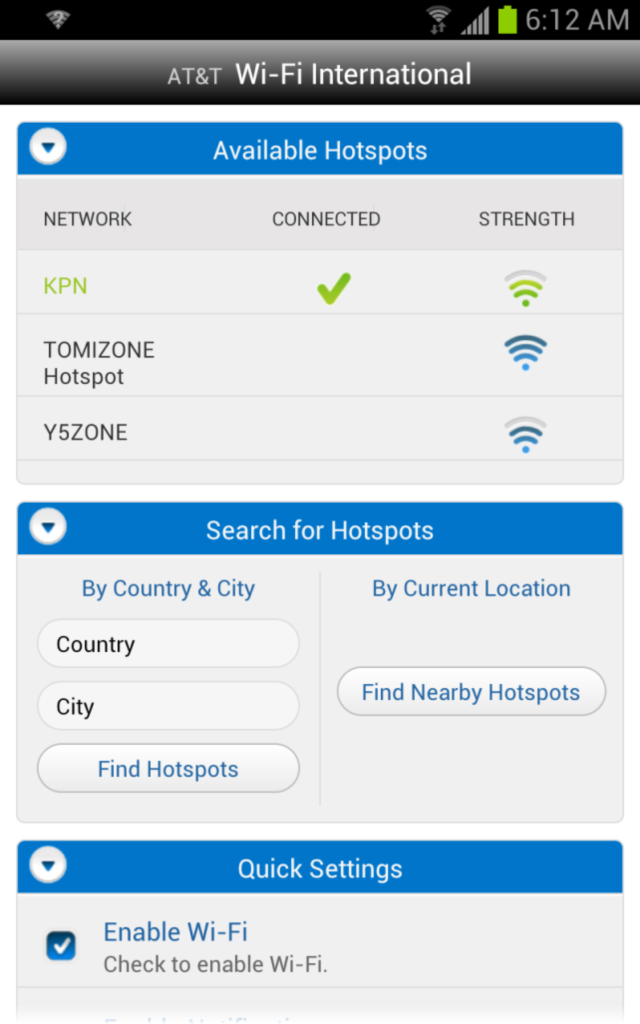 6:12 AM
AT&T Wi-Fi International
Available Hotspots
NETWORK CONNECTED STRENGTH
KPN
TOMIZONE
Hotspot
Y5ZONE
Search for Hotspots
By Country & City
Country
City
Find Hotspots
By Current Location
Find Nearby Hotspots
Quick Settings
Enable Wi-Fi
Check to enable Wi-Fi.